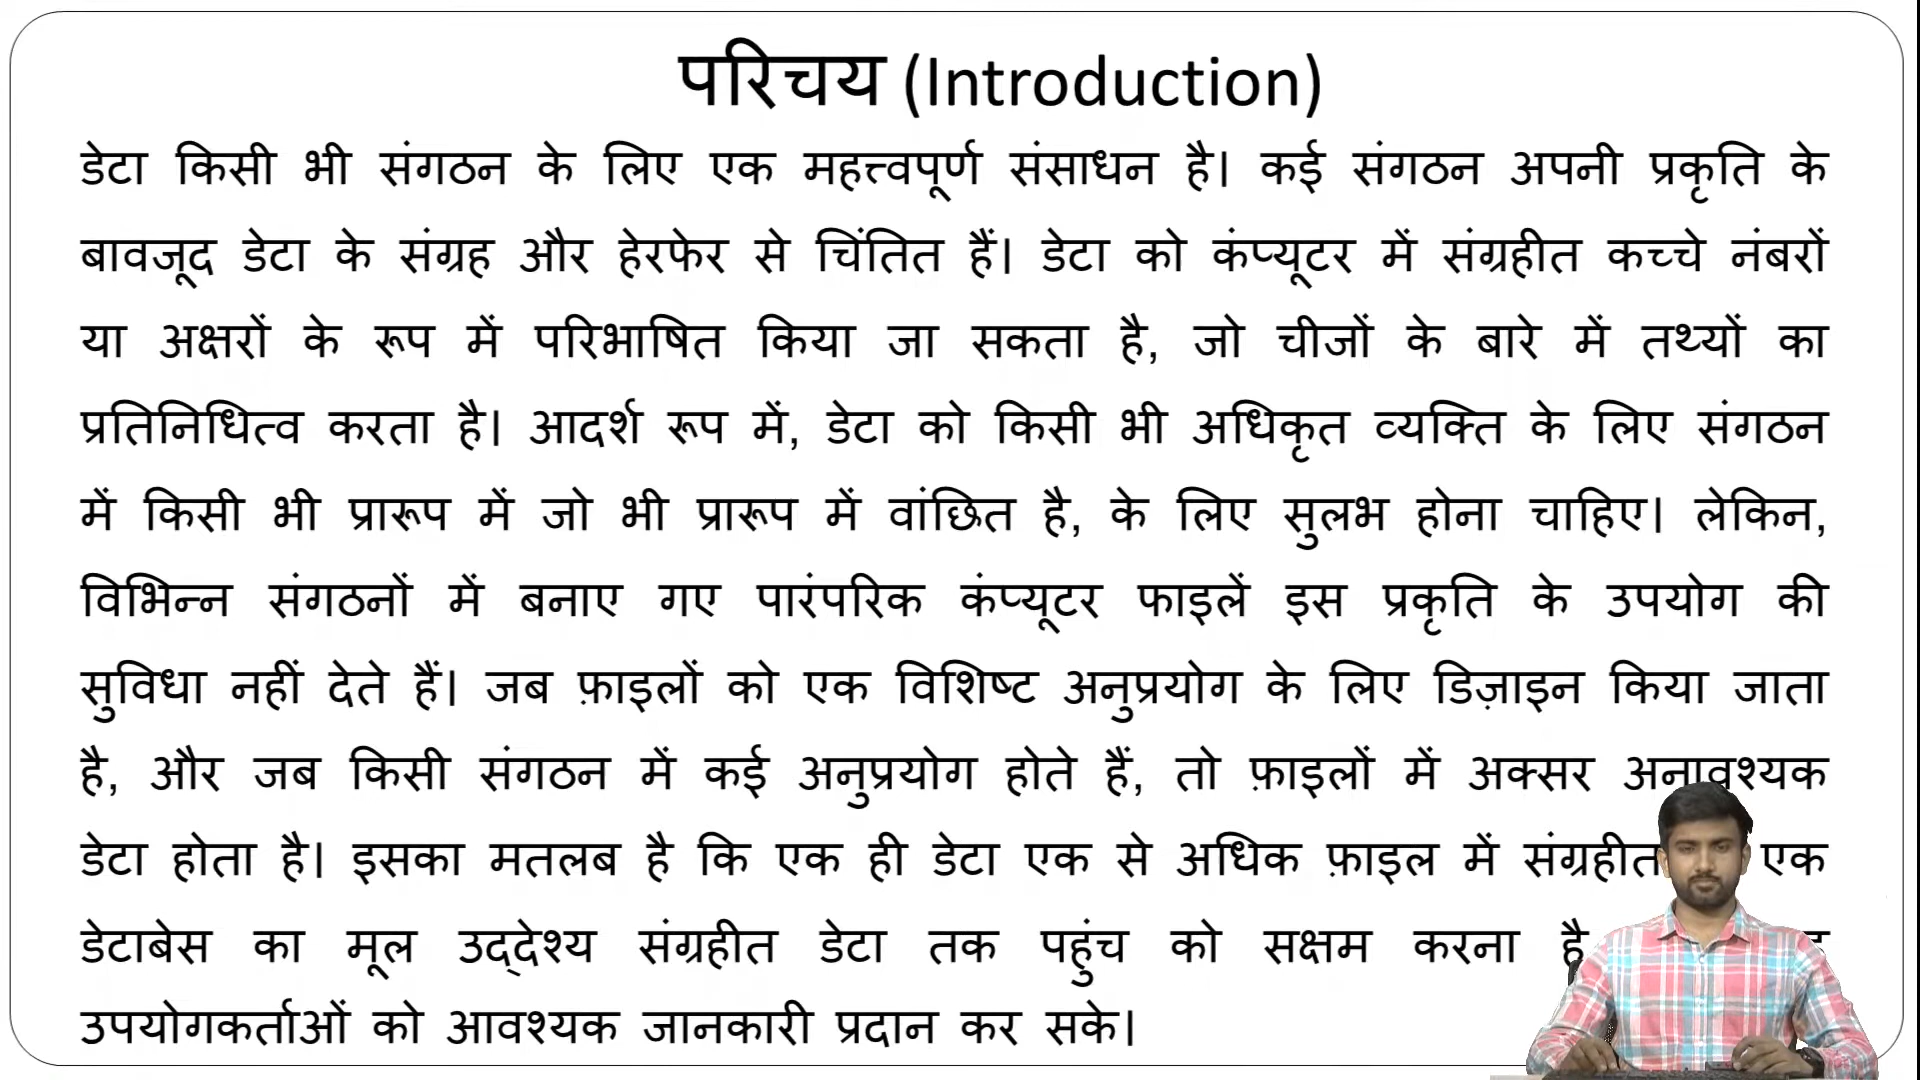 परिचय (Introduction)
डेटा किसी भी संगठन के लिए एक महत्त्वपूर्ण संसाधन है। कई संगठन अपनी प्रकृति के
बावजूद डेटा के संग्रह और हेरफेर से चिंतित हैं। डेटा को कंप्यूटर में संग्रहीत कच्चे नंबरों
या अक्षरों के रूप में परिभाषित किया जा सकता है, जो चीजों के बारे में तथ्यों का
प्रतिनिधित्व करता है। आदर्श रूप में, डेटा को किसी भी अधिकृत व्यक्ति के लिए संगठन
में किसी भी प्रारूप में जो भी प्रारूप में वांछित है, के लिए सुलभ होना चाहिए। लेकिन,
विभिन्न संगठनों में बनाए गए पारंपरिक कंप्यूटर फाइलें इस प्रकृति के उपयोग की
सुविधा नहीं देते हैं। जब फ़ाइलों को एक विशिष्ट अनुप्रयोग के लिए डिज़ाइन किया जाता
है, और जब किसी संगठन में कई अनुप्रयोग होते हैं, तो फ़ाइलों में अक्सर अनावश्यक
डेटा होता है। इसका मतलब है कि एक ही डेटा एक से अधिक फ़ाइल में संग्रहीत एक
डेटाबेस का मूल उद्देश्य संग्रहीत डेटा तक पहुंच को सक्षम करना है
उपयोगकर्ताओं को आवश्यक जानकारी प्रदान कर सके।